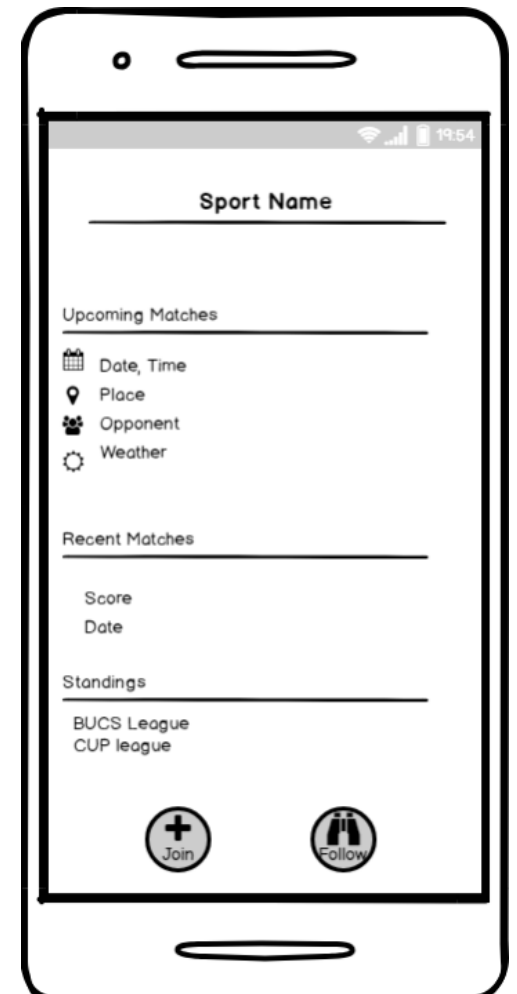 19:54
Sport Name
Upcoming Matches
Date, Time
Place
Opponent
Weather
Recent Matches
Score
Date
Standings
BUCS League
CUP league
Join
Follow